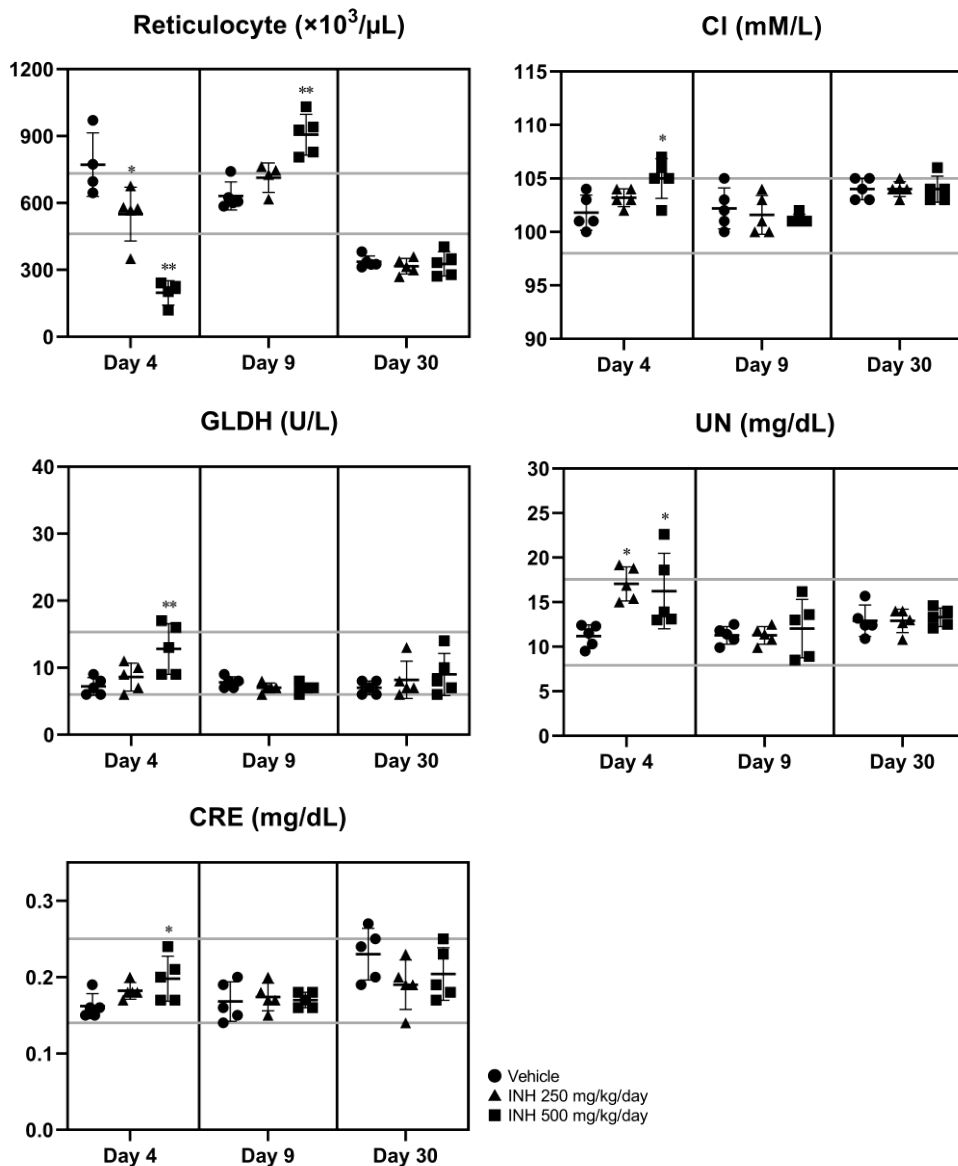 Reticulocyte (×10³/µL)
1200
900
600
300
0
*
**
**
Day 4
Day 9
Day 30
Cl (mM/L)
115
110
105
100
95
90
*
Day 4
Day 9
Day 30
GLDH (U/L)
40
30
20
10
0
**
Day 4
Day 9
Day 30
UN (mg/dL)
30
25
20
15
10
5
0
*
*
Day 4
Day 9
Day 30
CRE (mg/dL)
0.3
0.2
0.1
0.0
*
Day 4
Day 9
Day 30
Vehicle
INH 250 mg/kg/day
INH 500 mg/kg/day